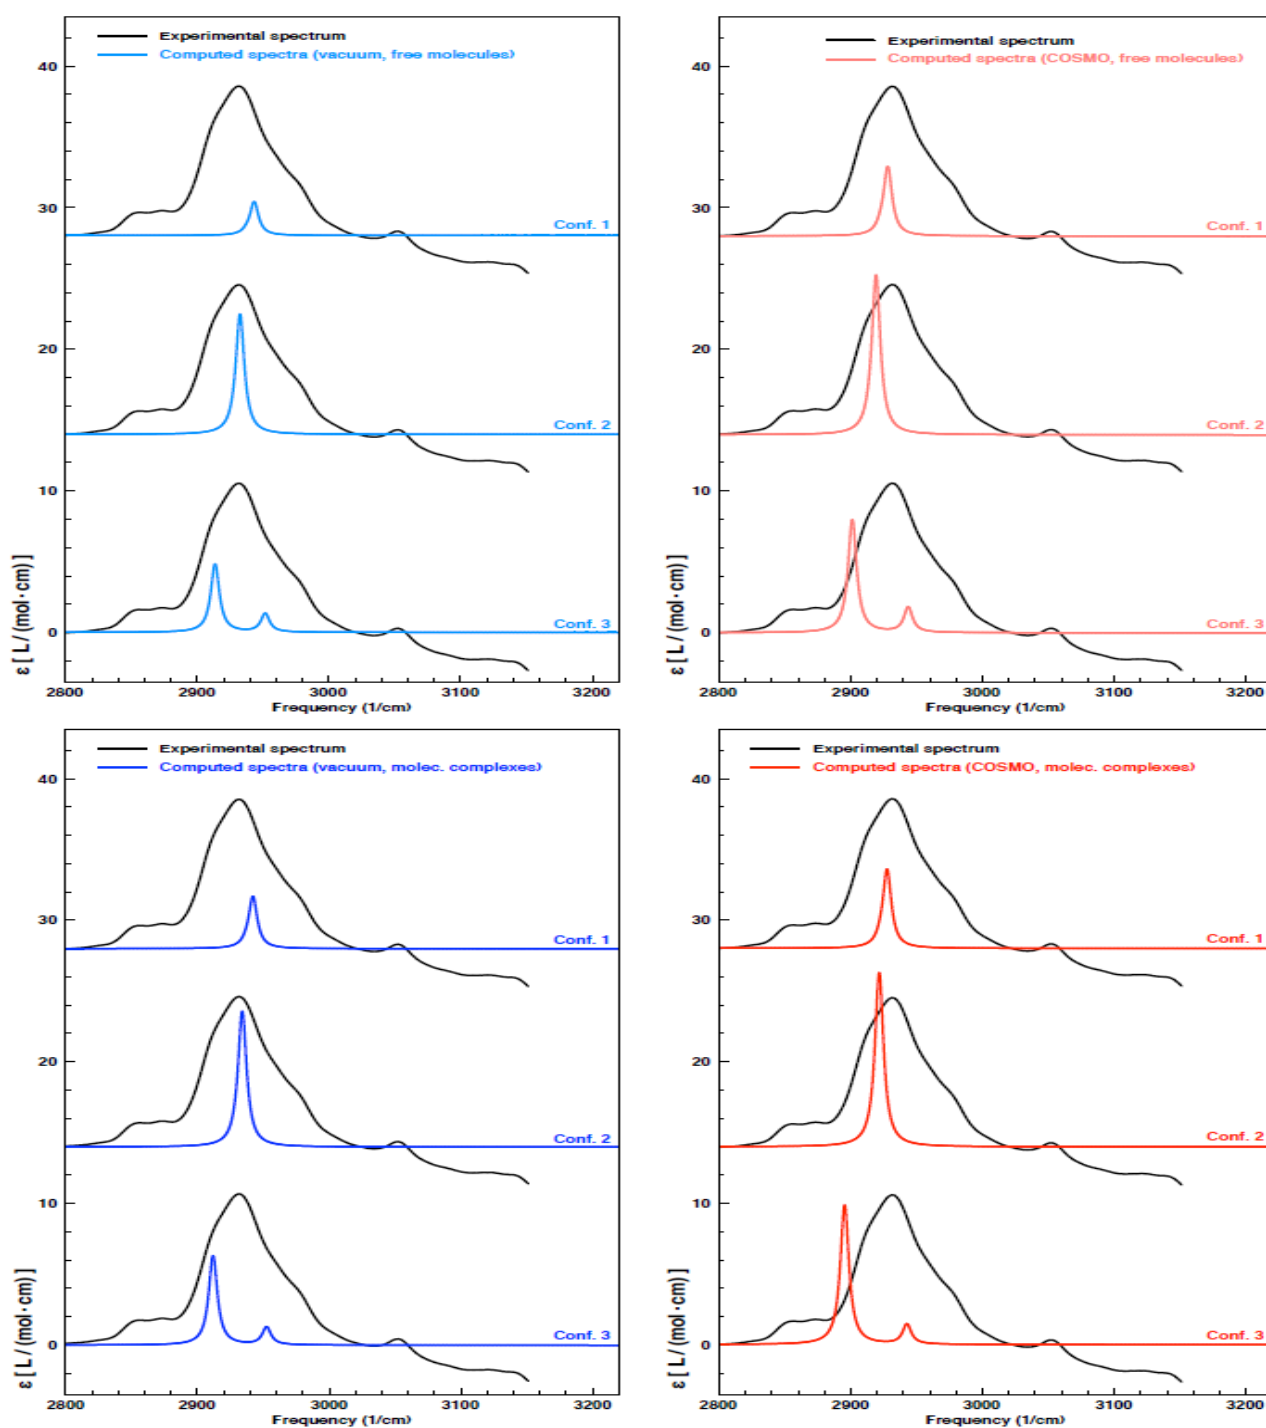 Experimental spectrum
Computed spectra (vacuum, free molecules)
40
30
20
10
0
Conf. 1
Conf. 2
Conf. 3
ε [ L / (mol·cm)]
2800 2900 3000 3100 3200
Frequency (1/cm)
Experimental spectrum
Computed spectra (COSMO, free molecules)
40
30
20
10
0
Conf. 1
Conf. 2
Conf. 3
ε [ L / (mol·cm)]
2800 2900 3000 3100 3200
Frequency (1/cm)
Experimental spectrum
Computed spectra (vacuum, molec. complexes)
40
30
20
10
0
Conf. 1
Conf. 2
Conf. 3
ε [ L / (mol·cm)]
2800 2900 3000 3100 3200
Frequency (1/cm)
Experimental spectrum
Computed spectra (COSMO, molec. complexes)
40
30
20
10
0
Conf. 1
Conf. 2
Conf. 3
ε [ L / (mol·cm)]
2800 2900 3000 3100 3200
Frequency (1/cm)